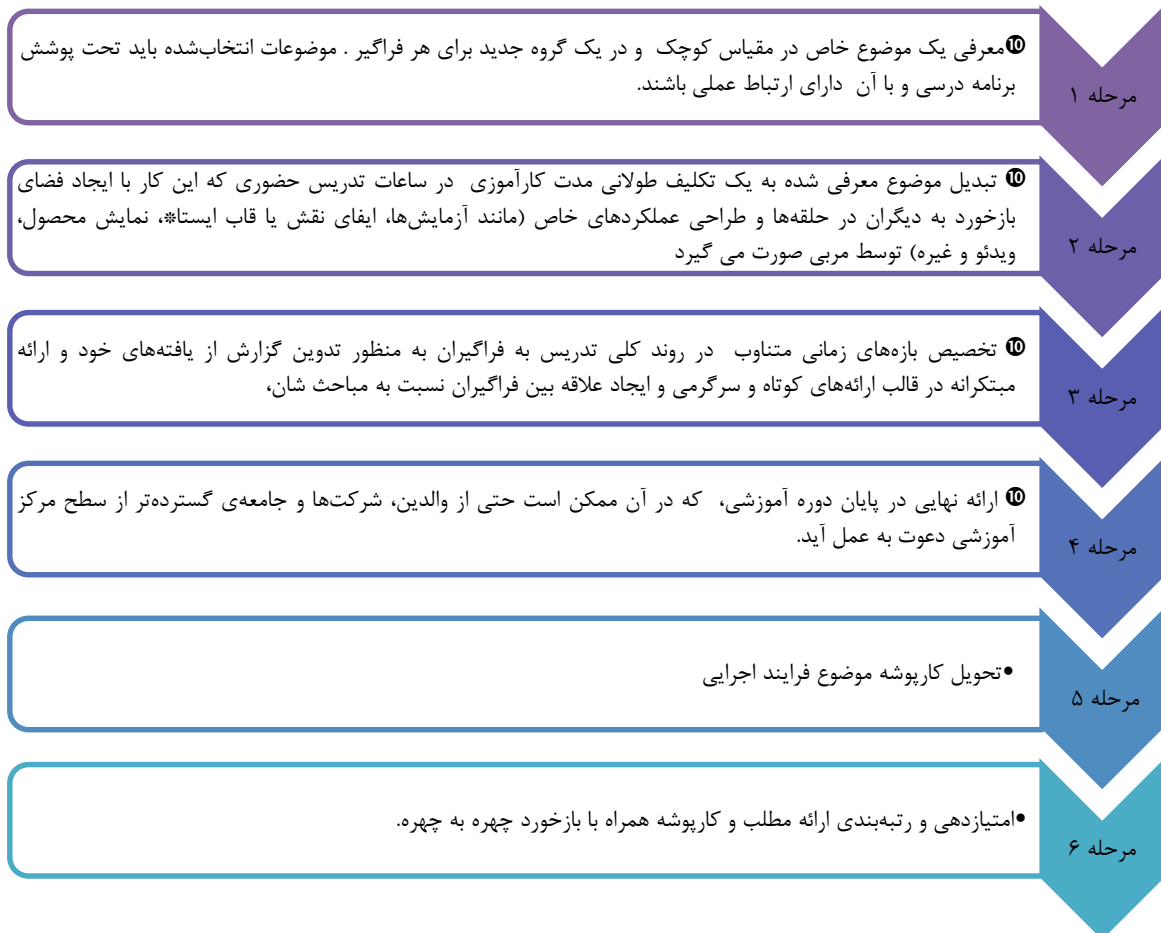 ❿معرفی یک موضوع خاص در مقیاس کوچک و در یک گروه جدید برای هر فراگیر . موضوعات انتخاب‌شده باید تحت پوشش
برنامه درسی و با آن دارای ارتباط عملی باشند.
مرحله ۱
❿ تبدیل موضوع معرفی شده به یک تکلیف طولانی مدت کارآموزی در ساعات تدریس حضوری که این کار با ایجاد فضای
بازخورد به دیگران در حلقه‌ها و طراحی عملکردهای خاص (مانند آزمایش‌ها، ایفای نقش یا قاب ایستا*، نمایش محصول،
ویدئو و غیره) توسط مربی صورت می گیرد
مرحله ۲
❿ تخصیص بازه‌های زمانی متناوب در روند کلی تدریس به فراگیران به منظور تدوین گزارش از یافته‌های خود و ارائه
مبتکرانه در قالب ارائه‌های کوتاه و سرگرمی و ایجاد علاقه بین فراگیران نسبت به مباحث شان،
مرحله ۳
❿ ارائه نهایی در پایان دوره آموزشی، که در آن ممکن است حتی از والدین، شرکت‌ها و جامعه‌ی گسترده‌تر از سطح مرکز
آموزشی دعوت به عمل آید.
مرحله ۴
•تحویل کارپوشه موضوع فرایند اجرایی
مرحله ۵
•امتیازدهی و رتبه‌بندی ارائه مطلب و کارپوشه همراه با بازخورد چهره به چهره.
مرحله ۶